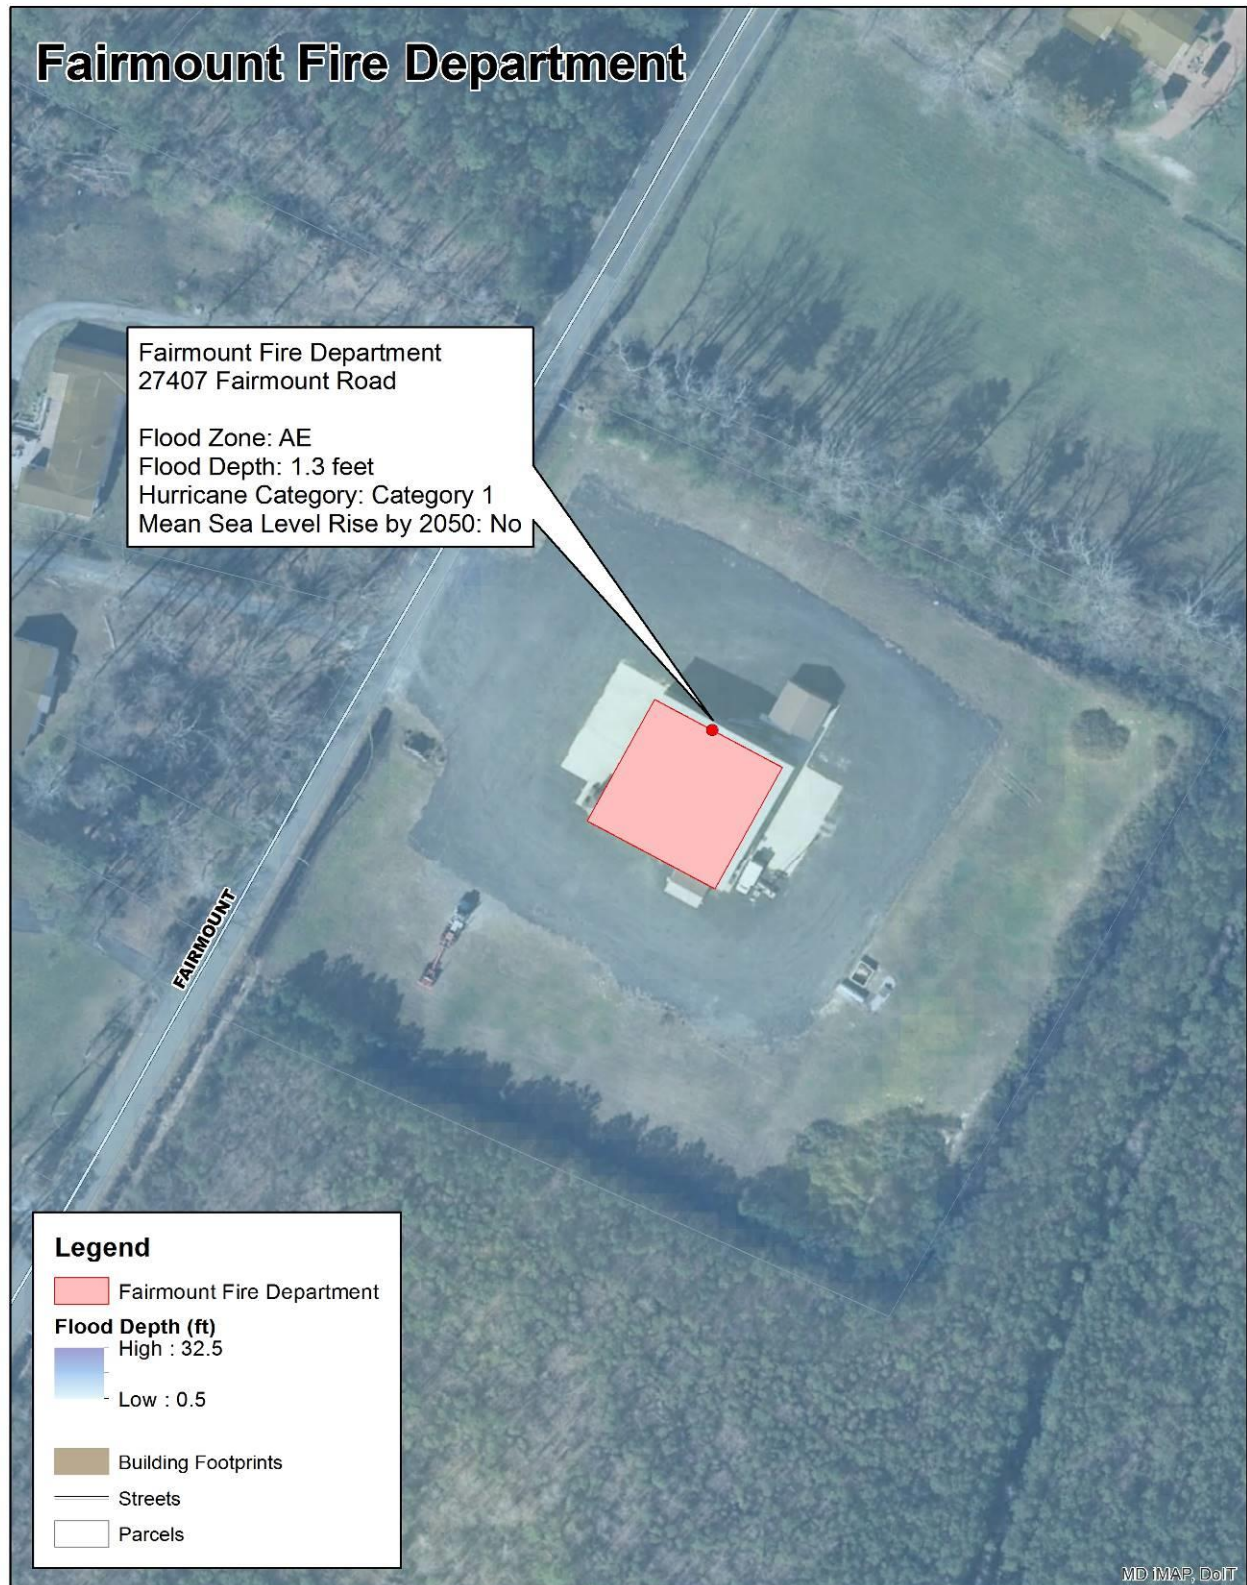 Fairmount Fire Department
Fairmount Fire Department
27407 Fairmount Road
Flood Zone: AE
Flood Depth: 1.3 feet
Hurricane Category: Category 1
Mean Sea Level Rise by 2050: No
FAIRMOUNT
Legend
Fairmount Fire Department
Flood Depth (ft)
High : 32.5
Low : 0.5
Building Footprints
Streets
Parcels
MD iMAP, DoIT